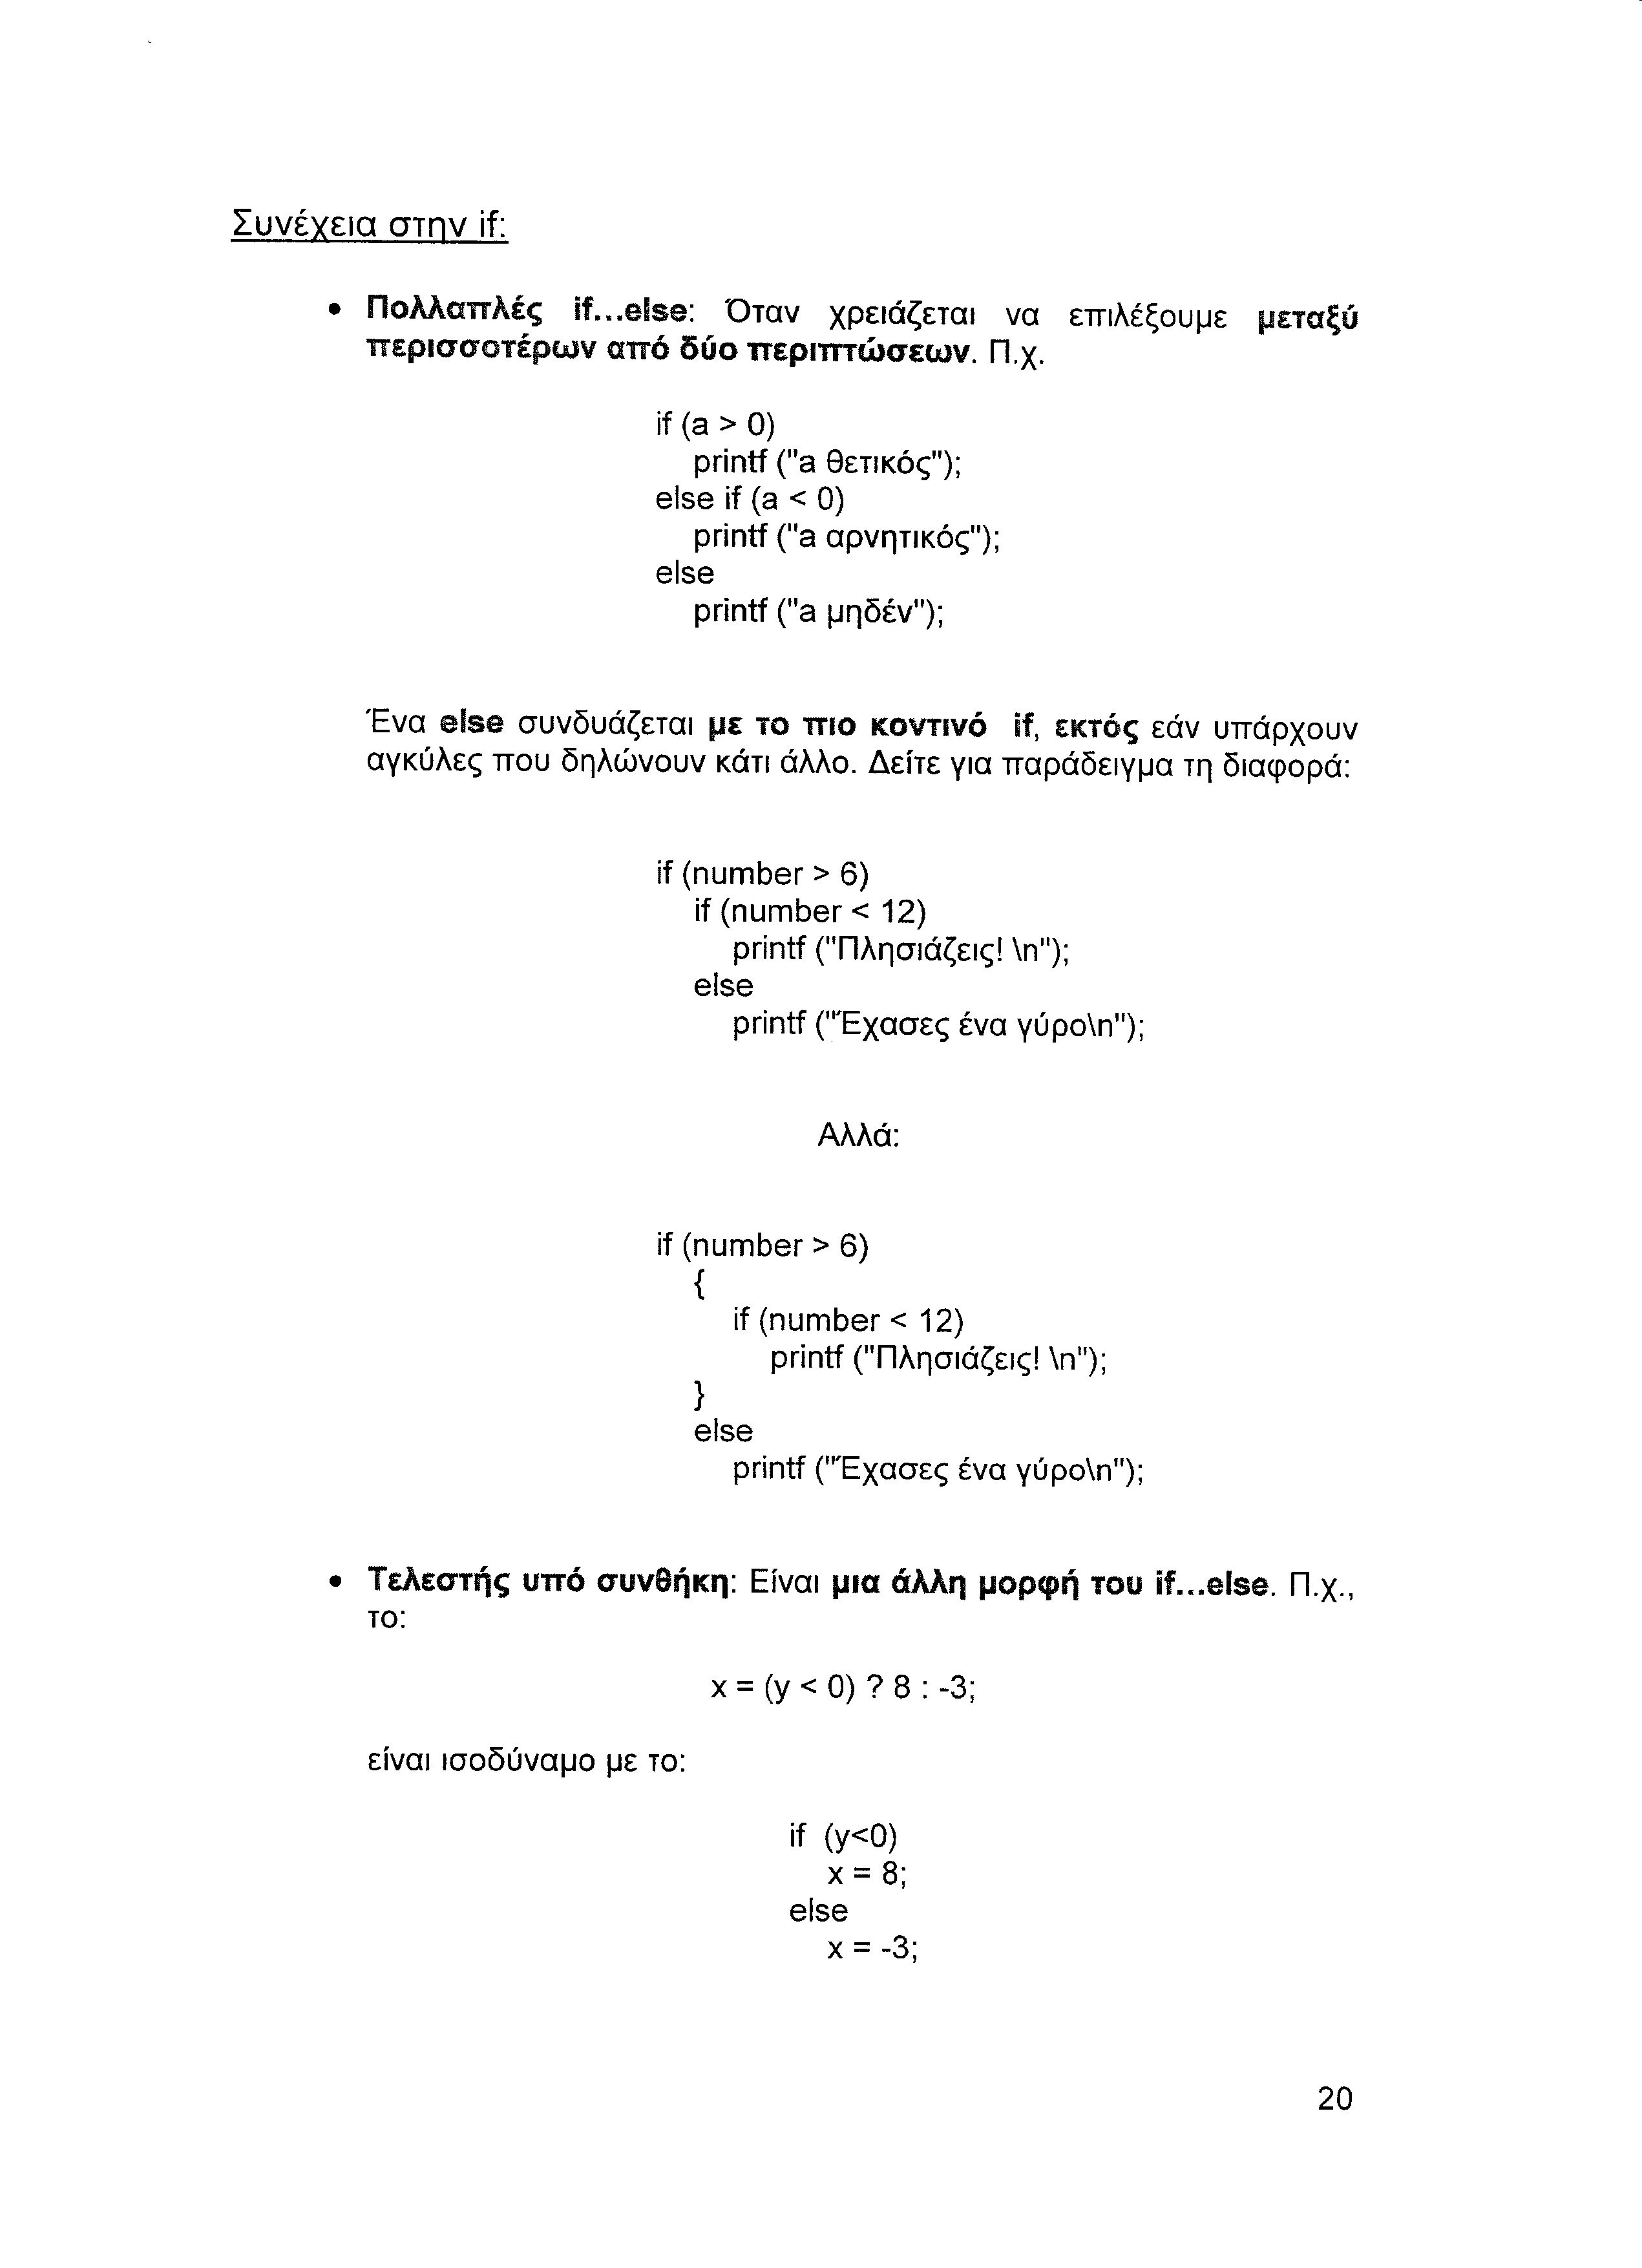 Συνέχεια στην if:
• Πολλαπλές if...else: Όταν χρειάζεται να επιλέξουμε μεταξύ
περισσοτέρων από δύο περιπτώσεων. Π.χ.
if (a > 0)
printf ("a θετικός");
else if (a < 0)
printf ("a αρνητικός");
else
printf ("a μηδέν");
Ένα else συνδυάζεται με το πιο κοντινό if, εκτός εάν υπάρχουν
αγκύλες που δηλώνουν κάτι άλλο. Δείτε για παράδειγμα τη διαφορά:
if (number > 6)
if (number < 12)
printf ("Πλησιάζεις! \n");
else
printf ("Έχασες ένα γύρο\n");
Αλλά:
if (number > 6)
{
if (number < 12)
printf ("Πλησιάζεις! \n");
}
else
printf ("Έχασες ένα γύρο\n");
• Τελεστής υπό συνθήκη: Είναι μια άλλη μορφή του if...else. Π.χ.,
το:
x = (y < 0) ? 8 : -3;
είναι ισοδύναμο με το:
if (y<0)
x = 8;
else
x = -3;
20